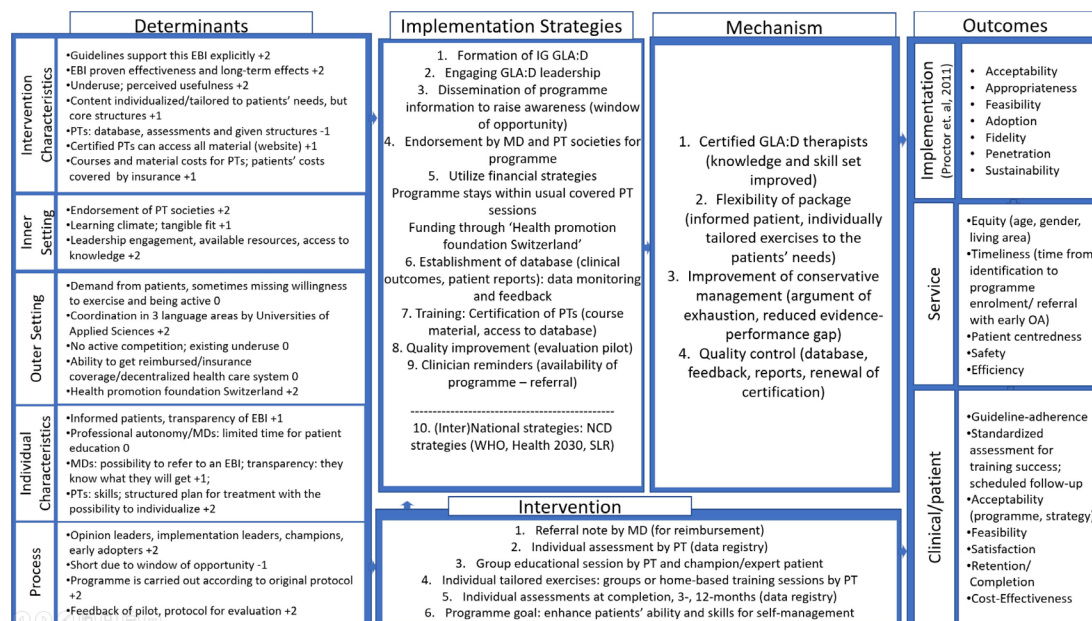 Determinants
Intervention
Characteristics
•Guidelines support this EBI explicitly +2
•EBI proven effectiveness and long-term effects +2
•Underuse; perceived usefulness +2
•Content individualized/tailored to patients' needs, but
core structures +1
•PTs: database, assessments and given structures -1
•Certified PTs can access all material (website) +1
•Courses and material costs for PTs; patients' costs
covered by insurance +1
Inner
Setting
•Endorsement of PT societies +2
•Learning climate; tangible fit +1
•Leadership engagement, available resources, access to
knowledge +2
Outer Setting
•Demand from patients, sometimes missing willingness
to exercise and being active 0
•Coordination in 3 language areas by Universities of
Applied Sciences +2
•No active competition; existing underuse 0
•Ability to get reimbursed/insurance
coverage/decentralized health care system 0
•Health promotion foundation Switzerland +2
Individual
Characteristics
•Informed patients, transparency of EBI +1
•Professional autonomy/MDs: limited time for patient
education 0
•MDs: possibility to refer to an EBI; transparency: they
know what they will get +1;
•PTs: skills; structured plan for treatment with the
possibility to individualize +2
Process
•Opinion leaders, implementation leaders, champions,
early adopters +2
•Short due to window of opportunity -1
•Programme is carried out according to original protocol
+2
•Feedback of pilot, protocol for evaluation +2
Implementation Strategies
1. Formation of IG GLA:D
2. Engaging GLA:D leadership
3. Dissemination of programme
information to raise awareness (window
of opportunity)
4. Endorsement by MD and PT societies for
programme
5. Utilize financial strategies
Programme stays within usual covered PT
sessions
Funding through 'Health promotion
foundation Switzerland'
6. Establishment of database (clinical
outcomes, patient reports): data monitoring
and feedback
7. Training: Certification of PTs (course
material, access to database)
8. Quality improvement (evaluation pilot)
9. Clinician reminders (availability of
programme – referral)
----------------------------------------------
10. (Inter)National strategies: NCD
strategies (WHO, Health 2030, SLR)
Mechanism
1. Certified GLA:D therapists
(knowledge and skill set
improved)
2. Flexibility of package
(informed patient, individually
tailored exercises to the
patients' needs)
3. Improvement of conservative
management (argument of
exhaustion, reduced evidence-
performance gap)
4. Quality control (database,
feedback, reports, renewal of
certification)
Intervention
1. Referral note by MD (for reimbursement)
2. Individual assessment by PT (data registry)
3. Group educational session by PT and champion/expert patient
4. Individual tailored exercises: groups or home-based training sessions by PT
5. Individual assessments at completion, 3-, 12-months (data registry)
6. Programme goal: enhance patients' ability and skills for self-management
Outcomes
Implementation
(Proctor et. al, 2011)
• Acceptability
• Appropriateness
• Feasibility
• Adoption
• Fidelity
• Penetration
• Sustainability
Service
•Equity (age, gender,
living area)
•Timeliness (time from
identification to
programme
enrolment/ referral
with early OA)
•Patient centredness
•Safety
•Efficiency
Clinical/patient
•Guideline-adherence
•Standardized
assessment for
training success;
scheduled follow-up
•Acceptability
(programme, strategy)
•Feasibility
•Satisfaction
•Retention/
Completion
•Cost-Effectiveness